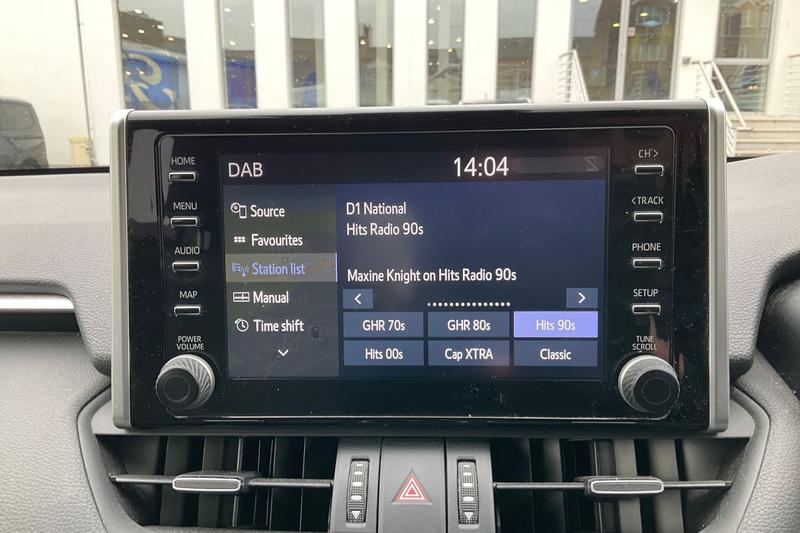 HOME
MENU
AUDIO
MAP
POWER
VOLUME
DAB
14:04
Source
Favourites
Station list
Manual
Time shift
D1 National
Hits Radio 90s
Maxine Knight on Hits Radio 90s
GHR 70s
GHR 80s
Hits 90s
Hits 00s
Cap XTRA
Classic
CH >
< TRACK
PHONE
SETUP
TUNE
SCROLL